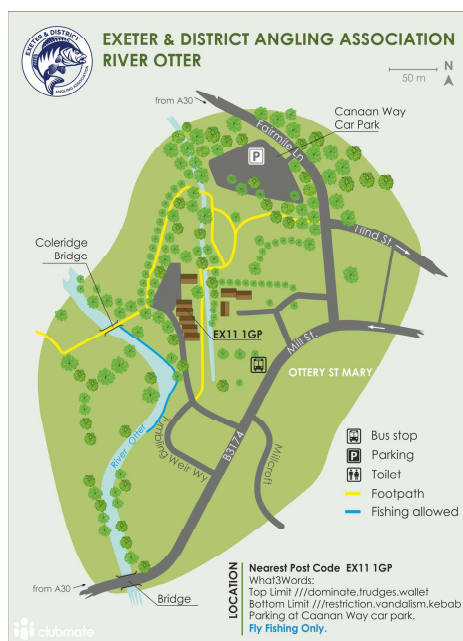 EXETER & DISTRICT
ANGLING ASSOCIATION
EXETER & DISTRICT ANGLING ASSOCIATION
RIVER OTTER
50 m
N
from A30
Canaan Way
Car Park
Fairmile Ln
P
Hind St.
Coleridge
Bridge
EX11 1GP
Mill St.
OTTERY ST MARY
River Otter
Tumbling Weir Wy
B3174
Millcroft
Bus stop
P
Parking
Toilet
Footpath
Fishing allowed
from A30
Bridge
LOCATION
Nearest Post Code EX11 1GP
What3Words:
Top Limit ///dominate.trudges.wallet
Bottom Limit ///restriction.vandalism.kebab
Parking at Caanan Way car park.
Fly Fishing Only.
clubmate